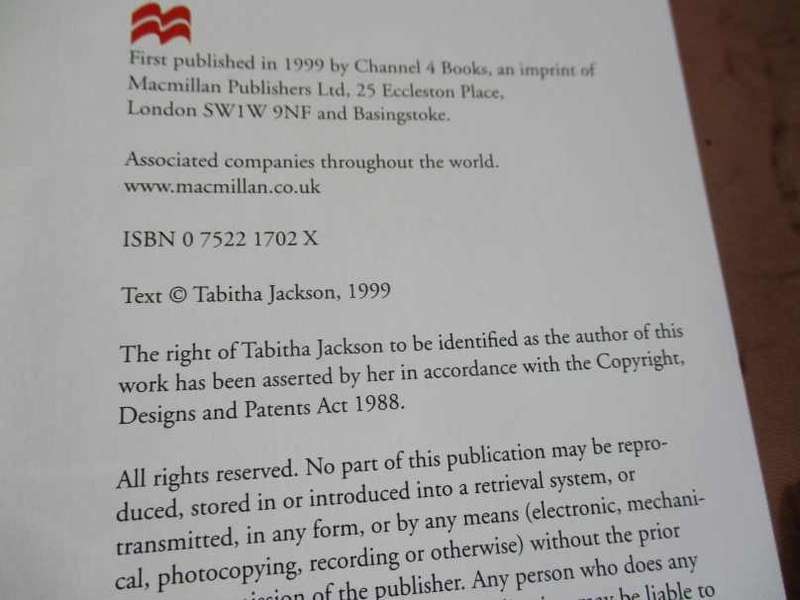 First published in 1999 by Channel 4 Books, an imprint of
Macmillan Publishers Ltd, 25 Eccleston Place,
London SW1W 9NF and Basingstoke.
Associated companies throughout the world.
www.macmillan.co.uk
ISBN 0 7522 1702 X
Text © Tabitha Jackson, 1999
The right of Tabitha Jackson to be identified as the author of this
work has been asserted by her in accordance with the Copyright,
Designs and Patents Act 1988.
All rights reserved. No part of this publication may be repro-
duced, stored in or introduced into a retrieval system, or
transmitted, in any form, or by any means (electronic, mechani-
cal, photocopying, recording or otherwise) without the prior
of the publisher. Any person who does any
may be liable to